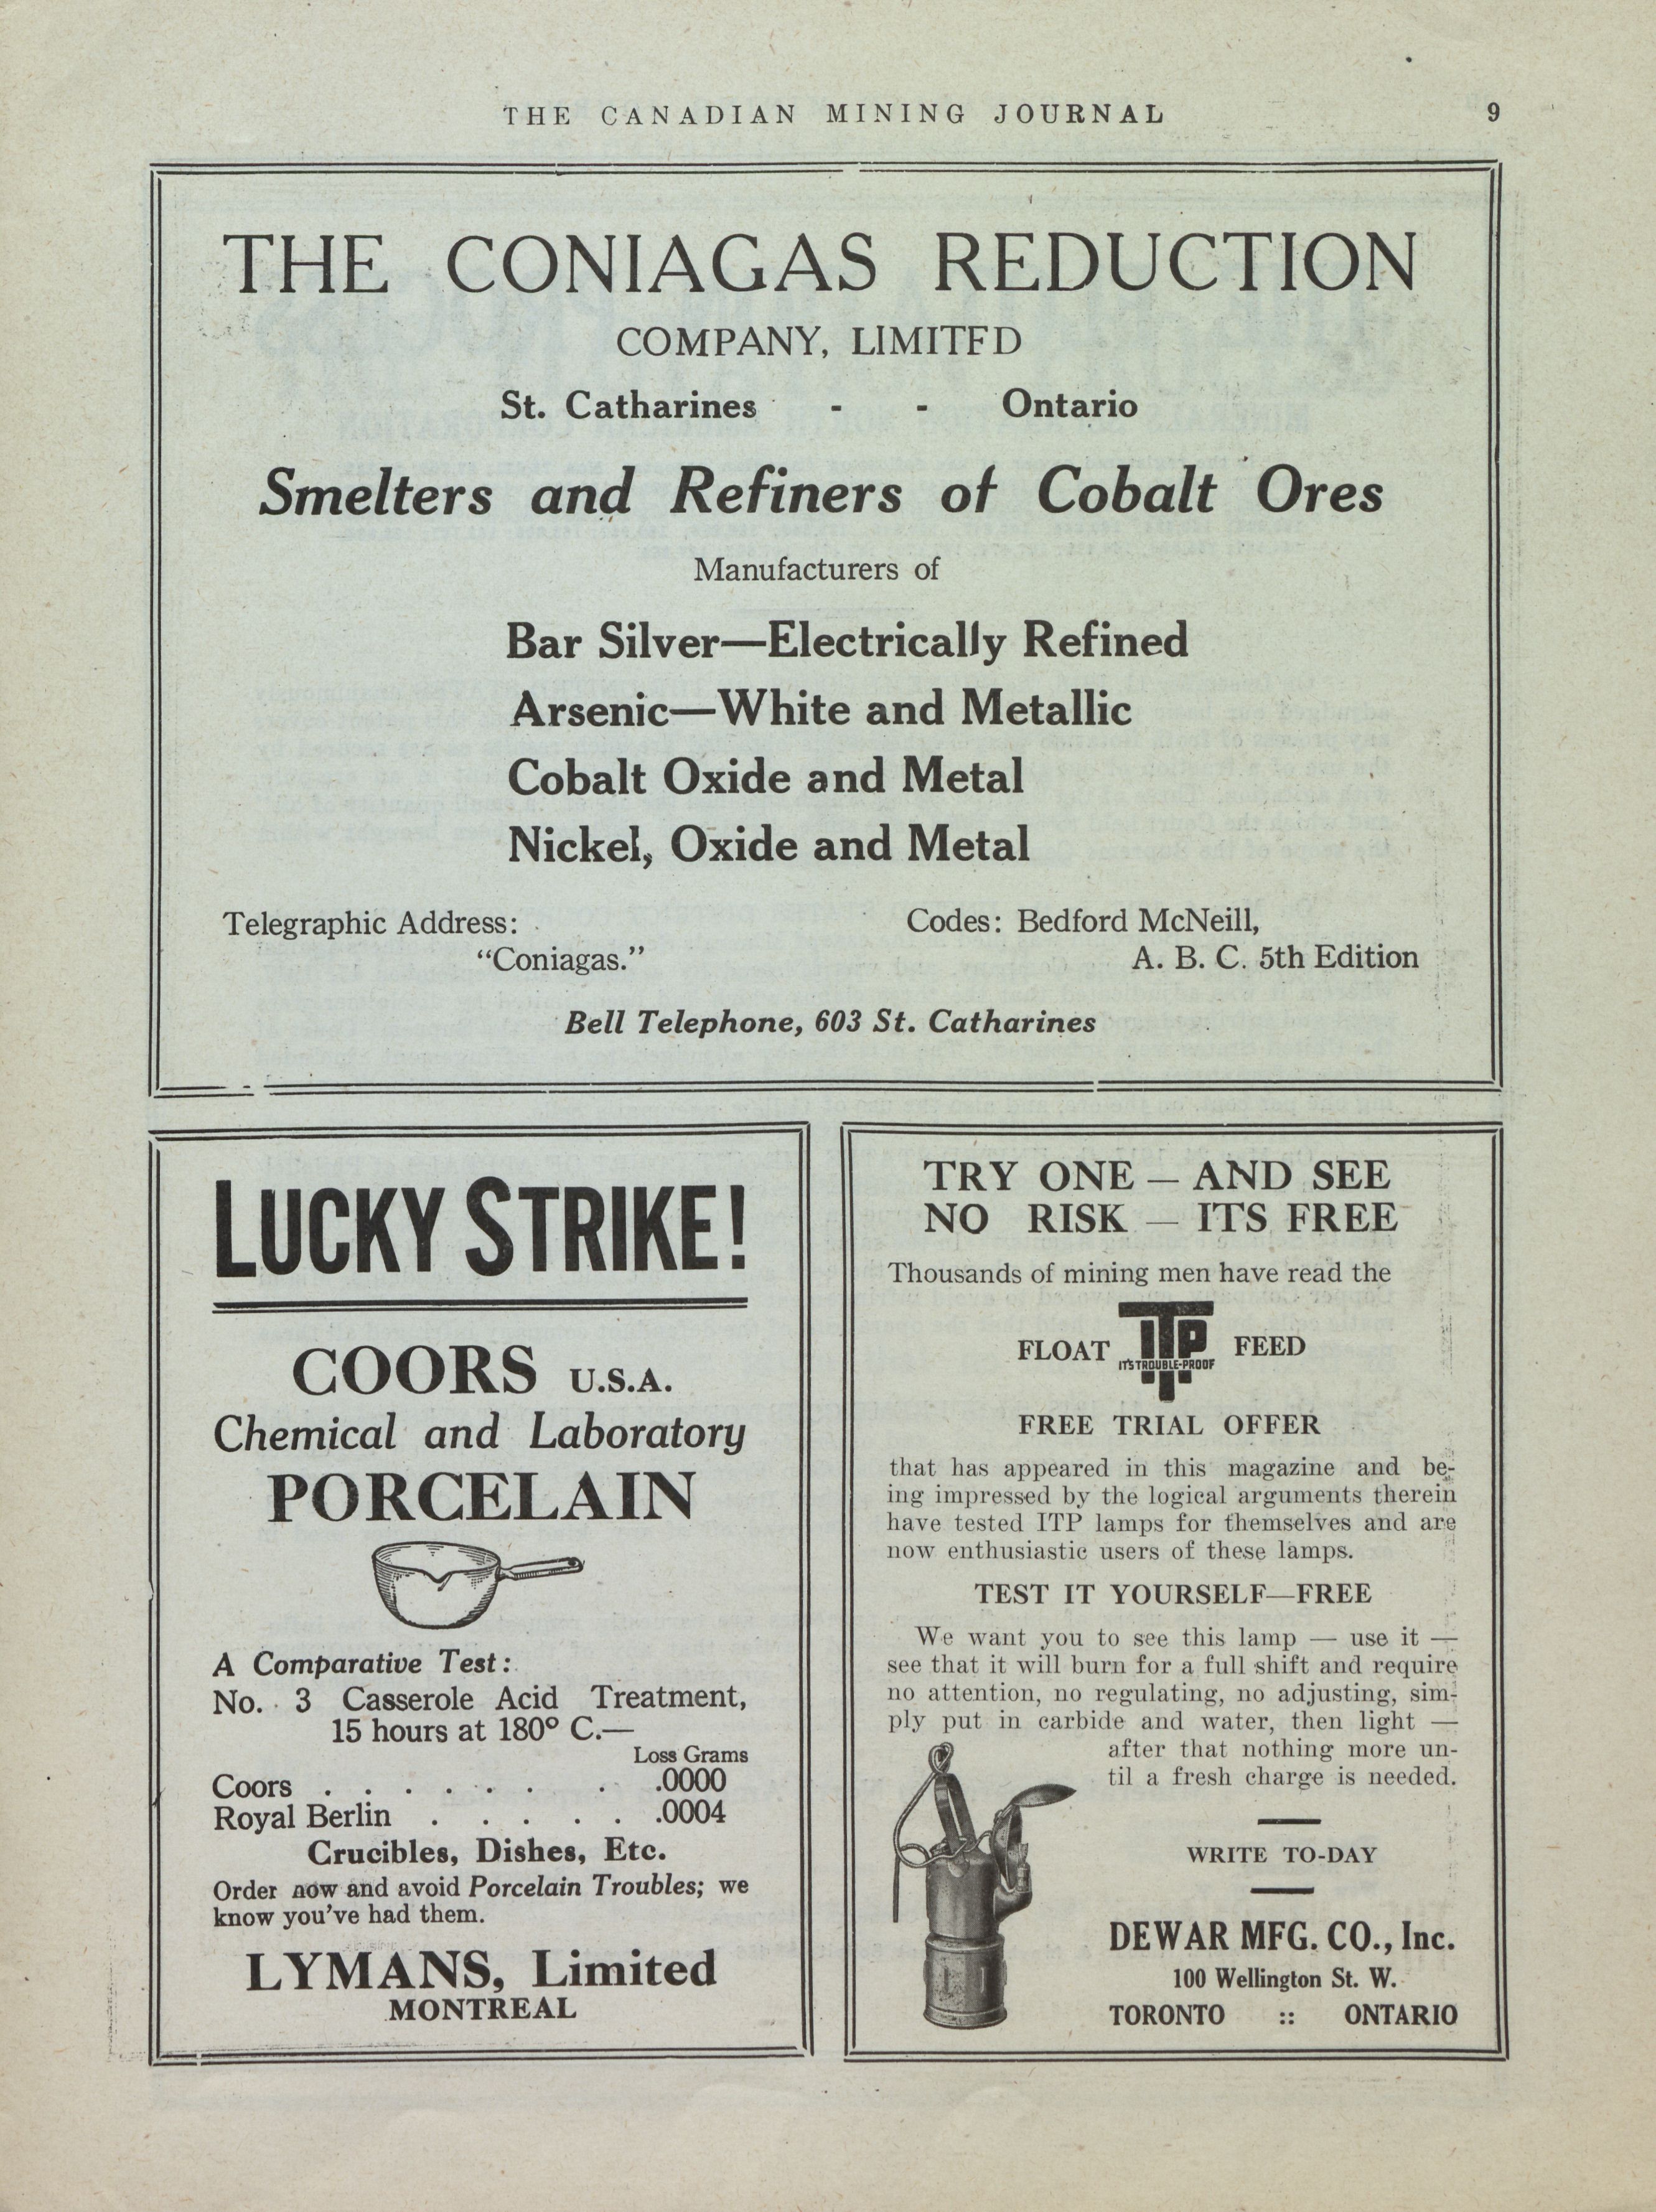 THE CANADIAN MINING JOURNAL 9
THE CONIAGAS REDUCTION
COMPANY, LIMITED
St. Catharines - - Ontario
Smelters and Refiners of Cobalt Ores
Manufacturers of
Bar Silver—Electrically Refined
Arsenic—White and Metallic
Cobalt Oxide and Metal
Nickel, Oxide and Metal
Telegraphic Address:
"Coniagas."
Codes: Bedford McNeill,
A. B. C. 5th Edition
Bell Telephone, 603 St. Catharines
LUCKY STRIKE!
COORS U.S.A.
Chemical and Laboratory
PORCELAIN
A Comparative Test:
No. 3 Casserole Acid Treatment,
15 hours at 180° C.—
Loss Grams
Coors . . . . . . . .0000
Royal Berlin . . . . . .0004
Crucibles, Dishes, Etc.
Order now and avoid Porcelain Troubles; we
know you've had them.
LYMANS, Limited
MONTREAL
TRY ONE — AND SEE
NO RISK — ITS FREE
Thousands of mining men have read the
FLOAT ITP FEED
IT'S TROUBLE-PROOF
FREE TRIAL OFFER
that has appeared in this magazine and be-
ing impressed by the logical arguments therein
have tested ITP lamps for themselves and are
now enthusiastic users of these lamps.
TEST IT YOURSELF—FREE
We want you to see this lamp — use it —
see that it will burn for a full shift and require
no attention, no regulating, no adjusting, sim-
ply put in carbide and water, then light —
after that nothing more un-
til a fresh charge is needed.
WRITE TO-DAY
DEWAR MFG. CO., Inc.
100 Wellington St. W.
TORONTO :: ONTARIO